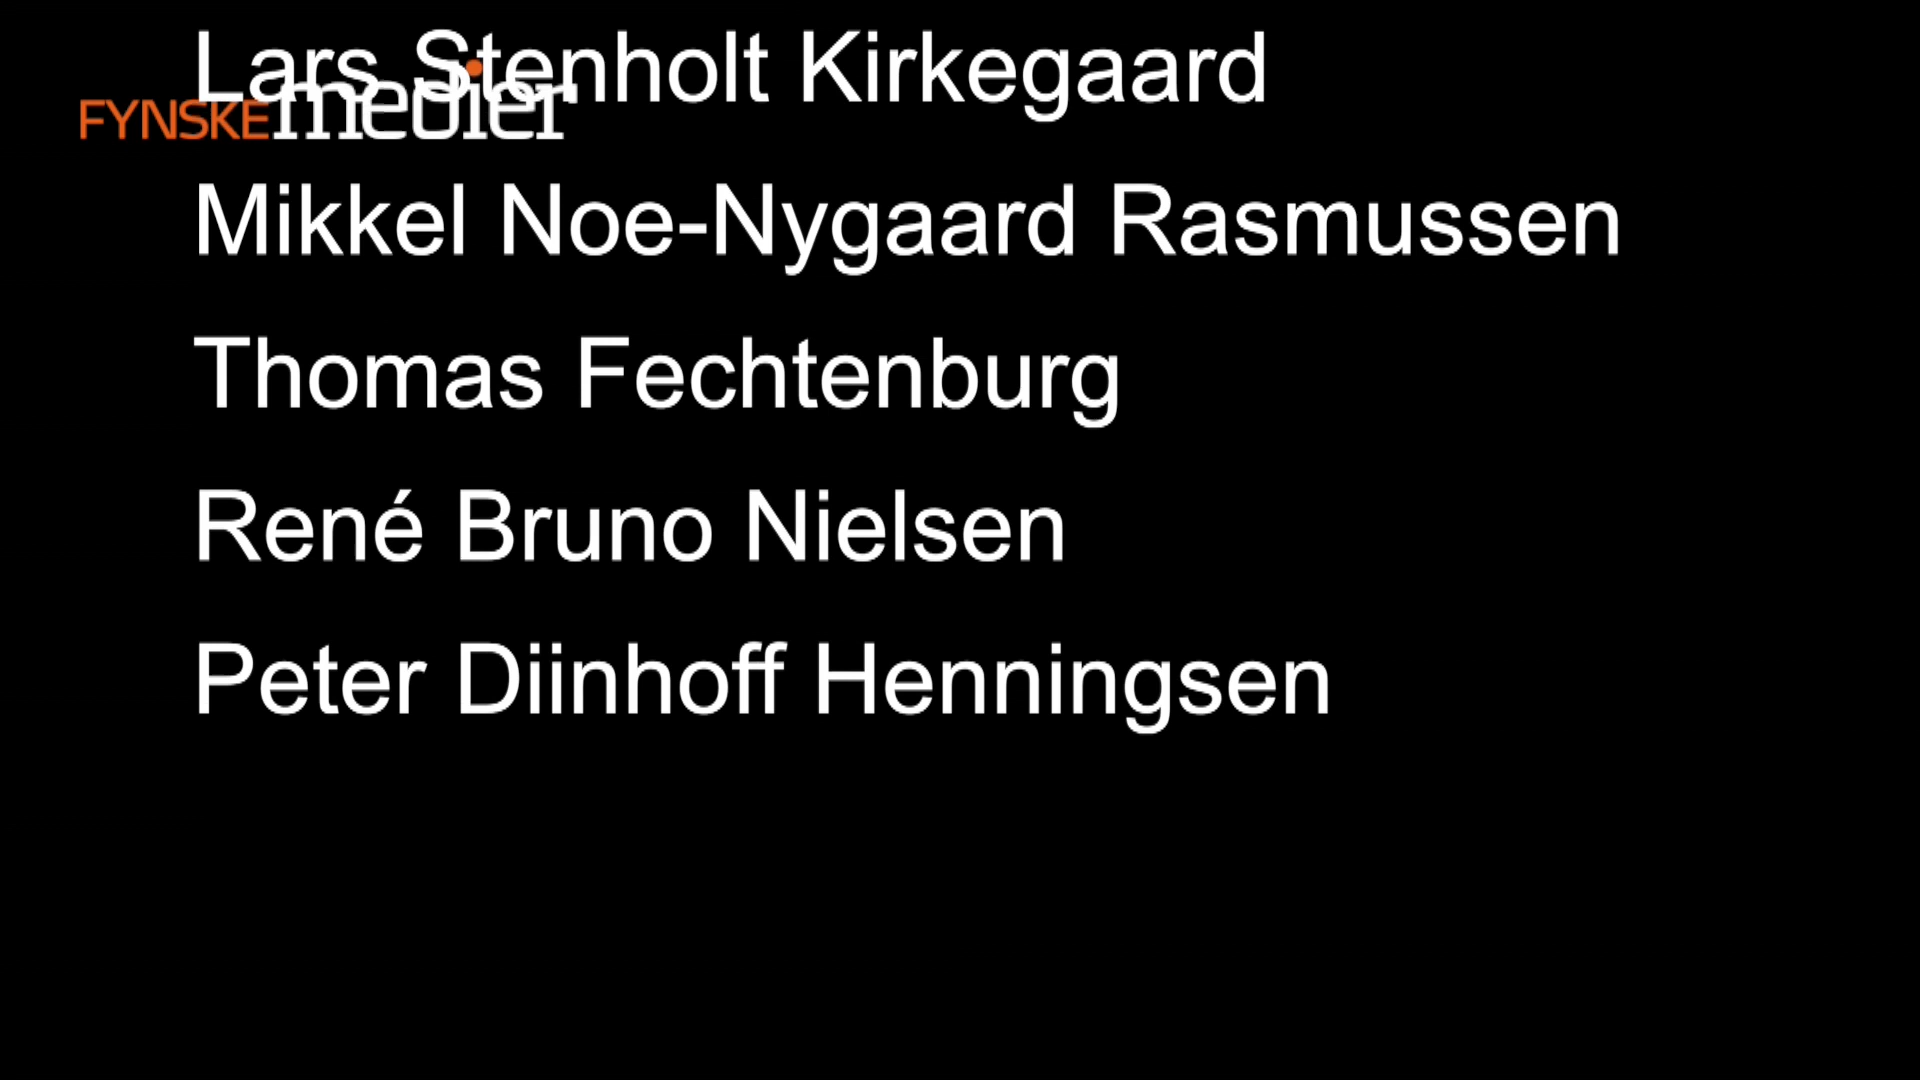 Lars Stenholt Kirkegaard
FYNSKE medier
Mikkel Noe-Nygaard Rasmussen
Thomas Fechtenburg
René Bruno Nielsen
Peter Diinhoff Henningsen